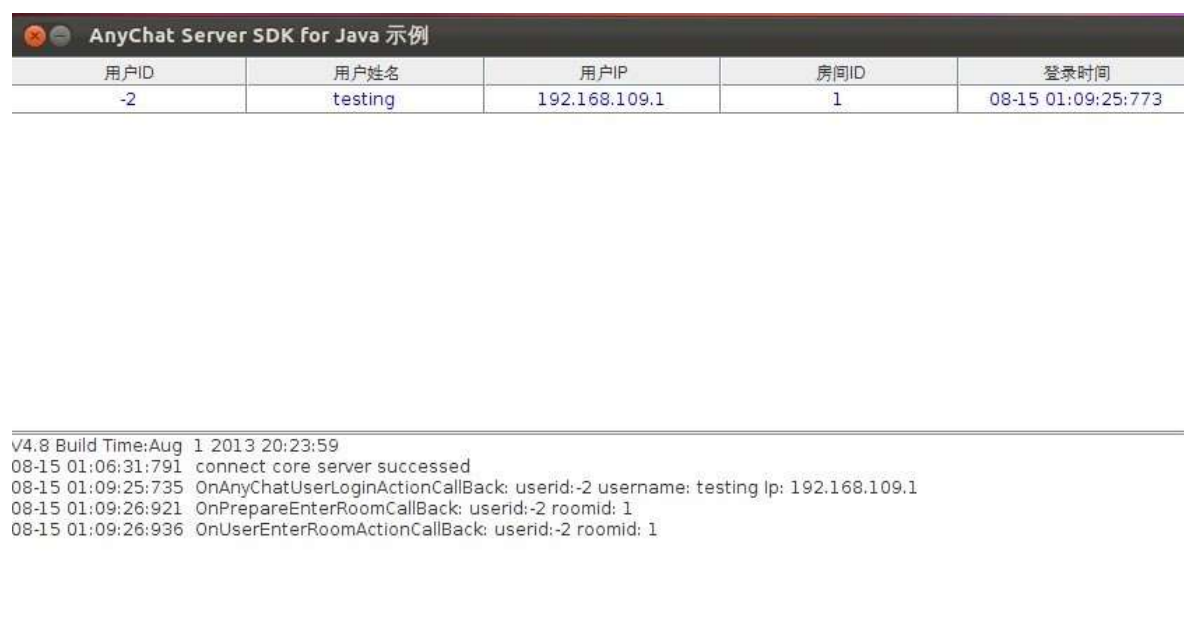 AnyChat Server SDK for Java 示例
用户ID 用户姓名 用户IP 房间ID 登录时间
-2 testing 192.168.109.1 1 08-15 01:09:25:773
V4.8 Build Time:Aug  1 2013 20:23:59
08-15 01:06:31:791  connect core server successed
08-15 01:09:25:735  OnAnyChatUserLoginActionCallBack: userid:-2 username: testing Ip: 192.168.109.1
08-15 01:09:26:921  OnPrepareEnterRoomCallBack: userid:-2 roomid: 1
08-15 01:09:26:936  OnUserEnterRoomActionCallBack: userid:-2 roomid: 1